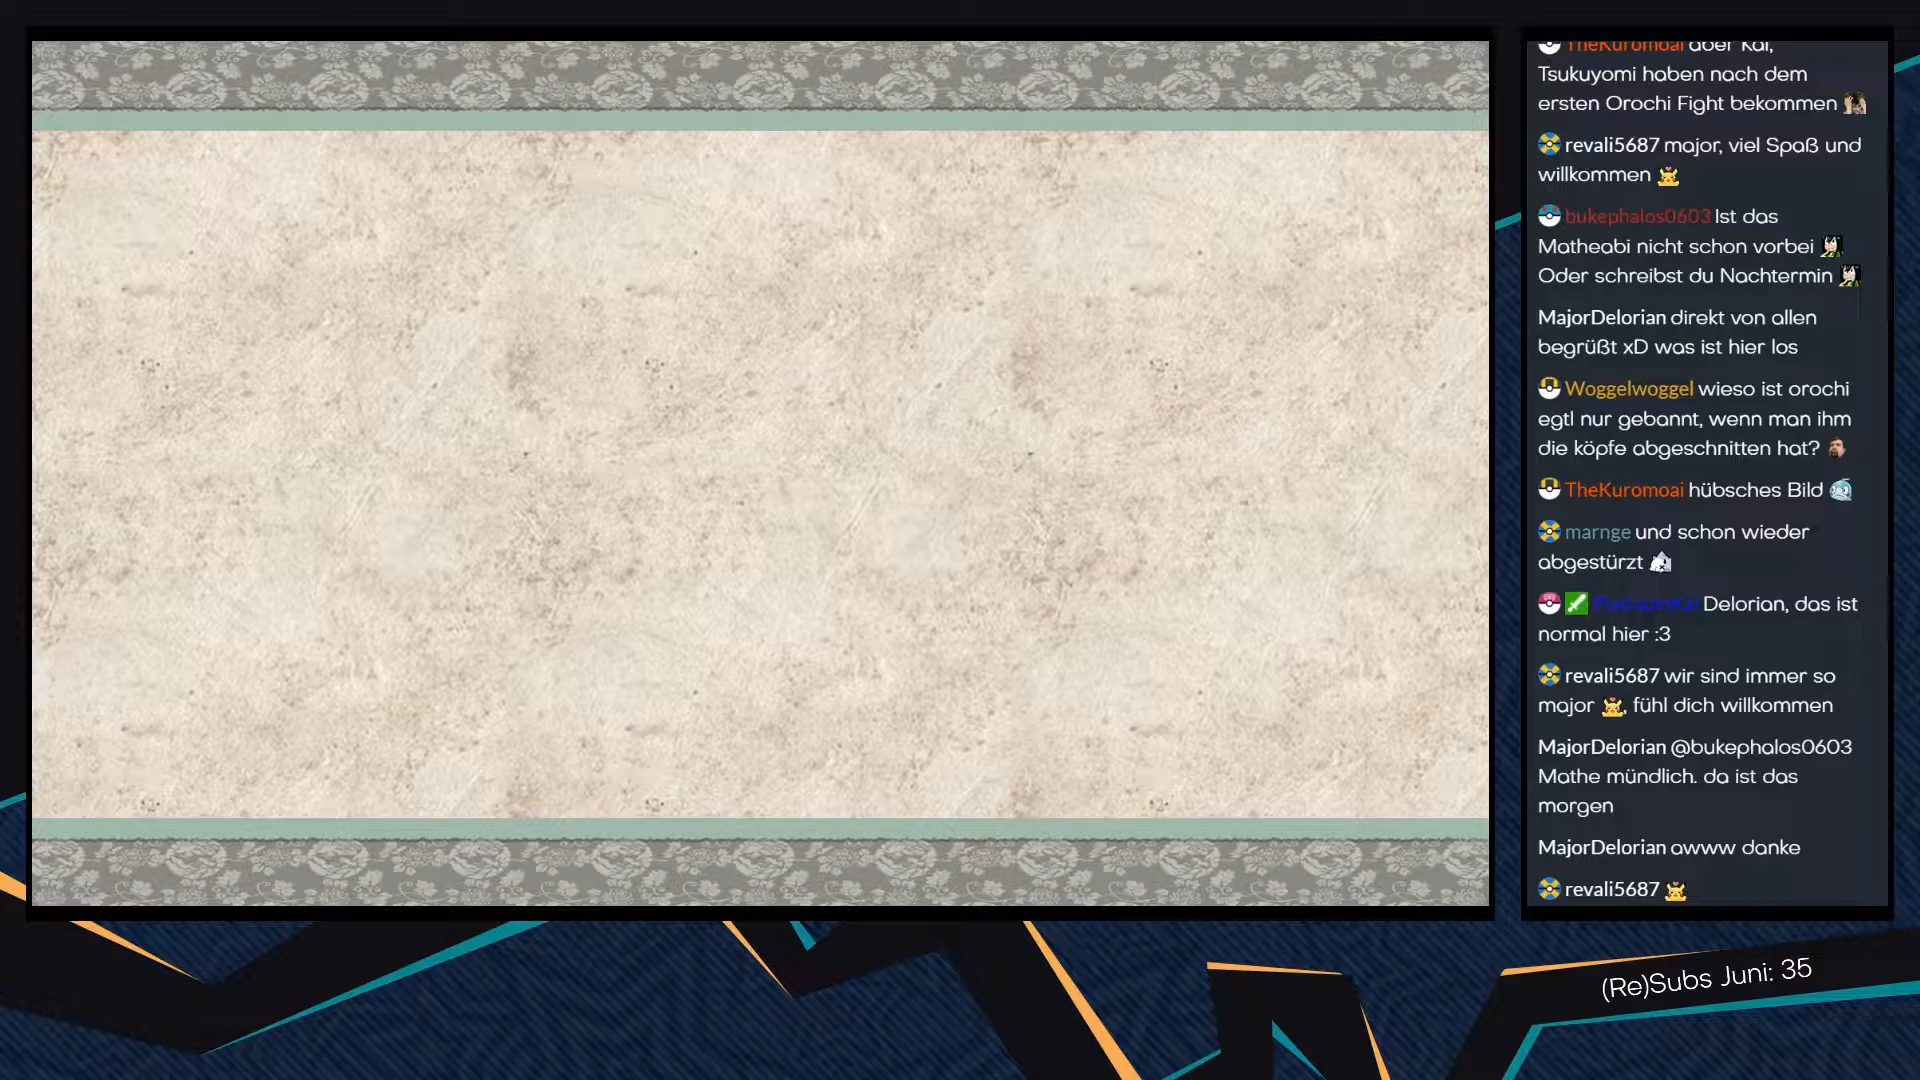 TheKuromoai aber Kai,
Tsukuyomi haben nach dem
ersten Orochi Fight bekommen
revali5687 major, viel Spaß und
willkommen
bukephalos0603 Ist das
Matheabi nicht schon vorbei
Oder schreibst du Nachtermin
MajorDelorian direkt von allen
begrüßt xD was ist hier los
Woggelwoggel wieso ist orochi
egtl nur gebannt, wenn man ihm
die köpfe abgeschnitten hat?
TheKuromoai hübsches Bild
marnge und schon wieder
abgestürzt
PlatinumKai Delorian, das ist
normal hier :3
revali5687 wir sind immer so
major , fühl dich willkommen
MajorDelorian @bukephalos0603
Mathe mündlich. da ist das
morgen
MajorDelorian awww danke
revali5687
(Re)Subs Juni: 35